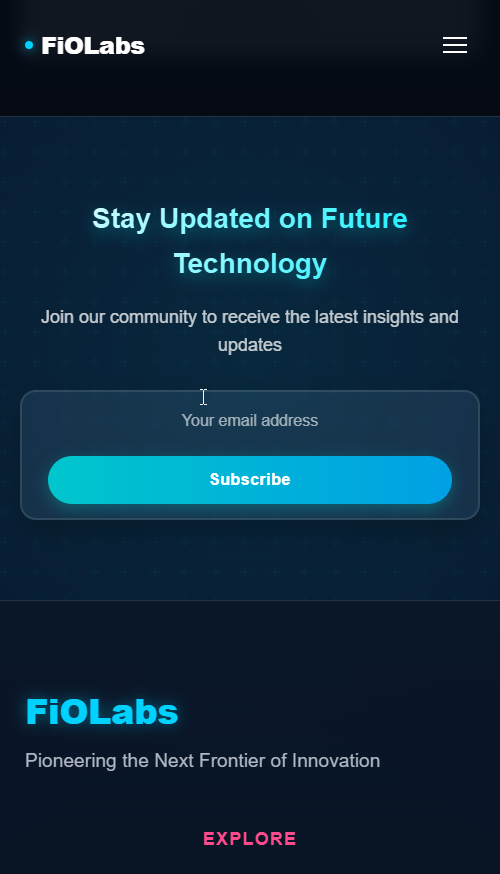 FiOLabs
Stay Updated on Future
Technology
Join our community to receive the latest insights and
updates
Your email address
Subscribe
FiOLabs
Pioneering the Next Frontier of Innovation
EXPLORE